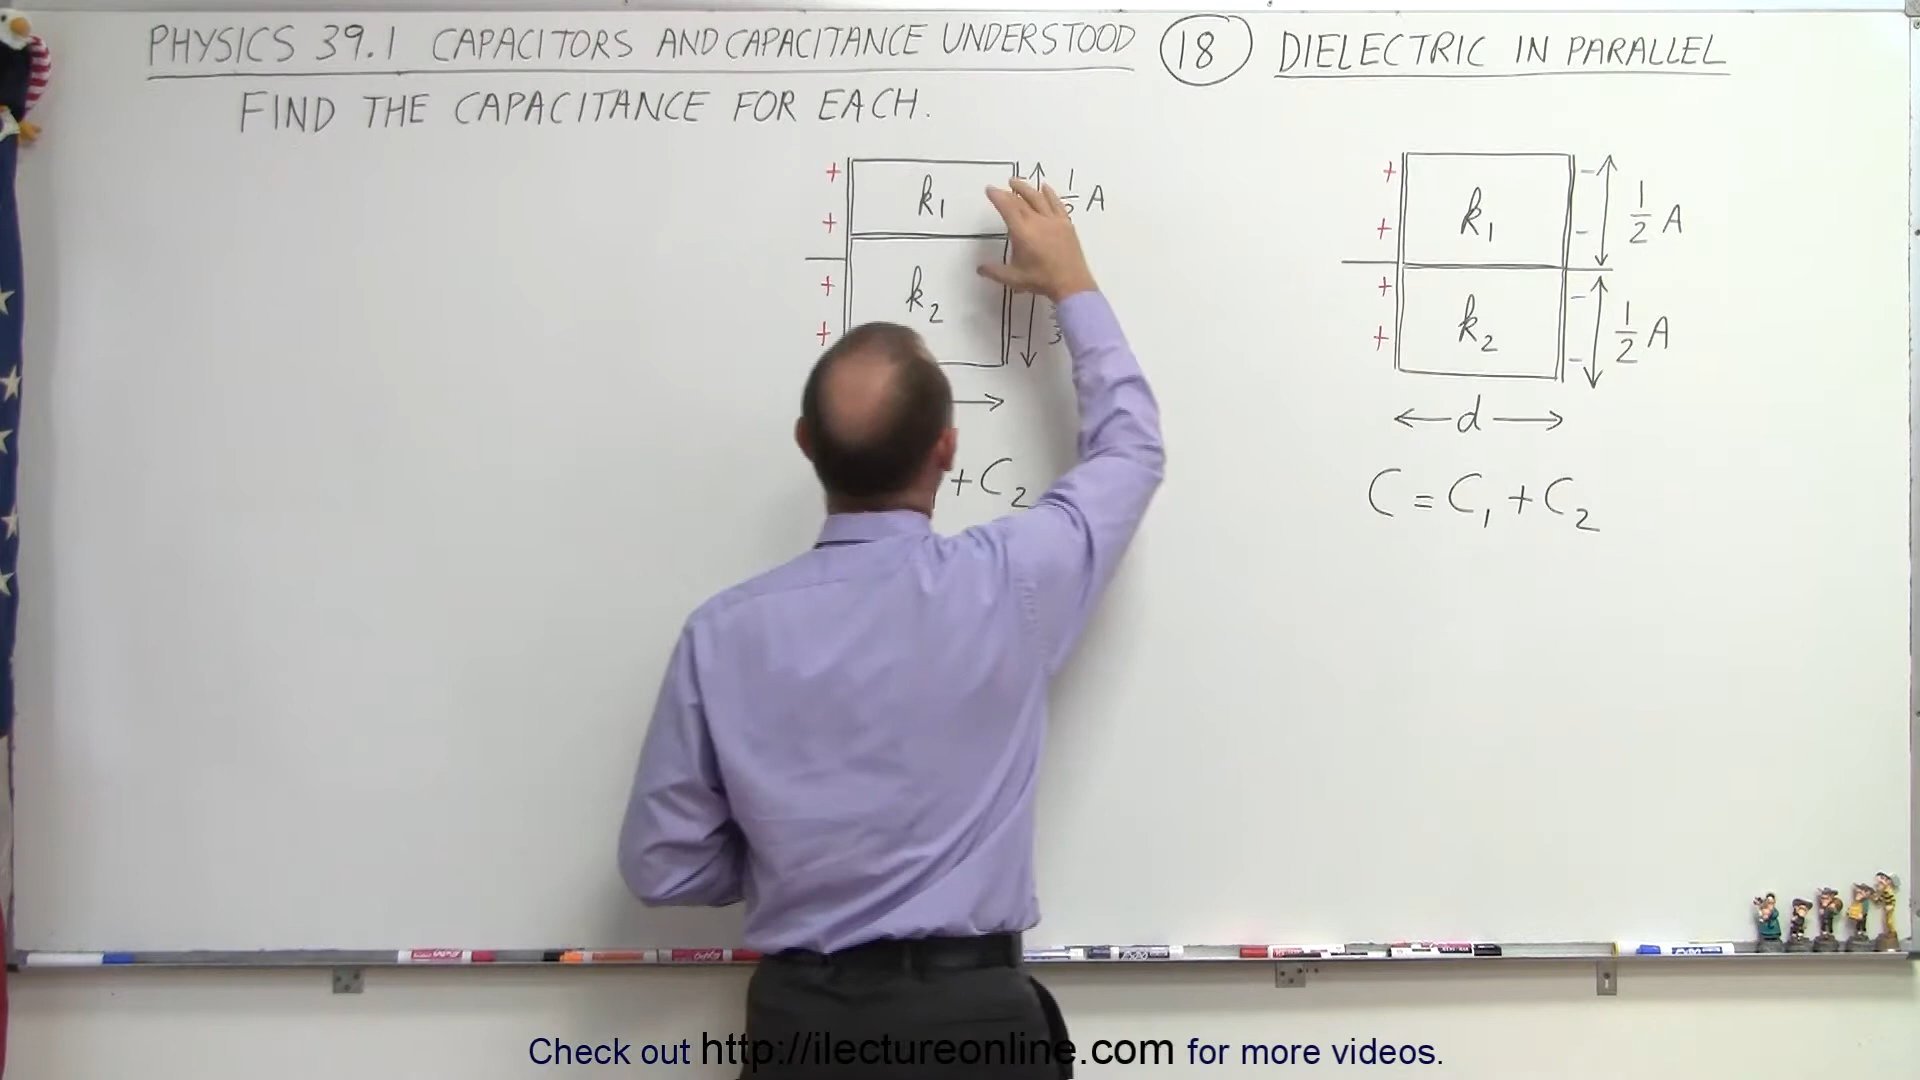 PHYSICS 39.1 CAPACITORS AND CAPACITANCE UNDERSTOOD 18 DIELECTRIC IN PARALLEL
FIND THE CAPACITANCE FOR EACH.
+ k1 - A
+
+ k2
+ -
+ C2
+ k1 - 1/2 A
+ -
+ k2 - 1/2 A
+ -
d
C = C1 + C2
Check out http://ilectureonline.com for more videos.